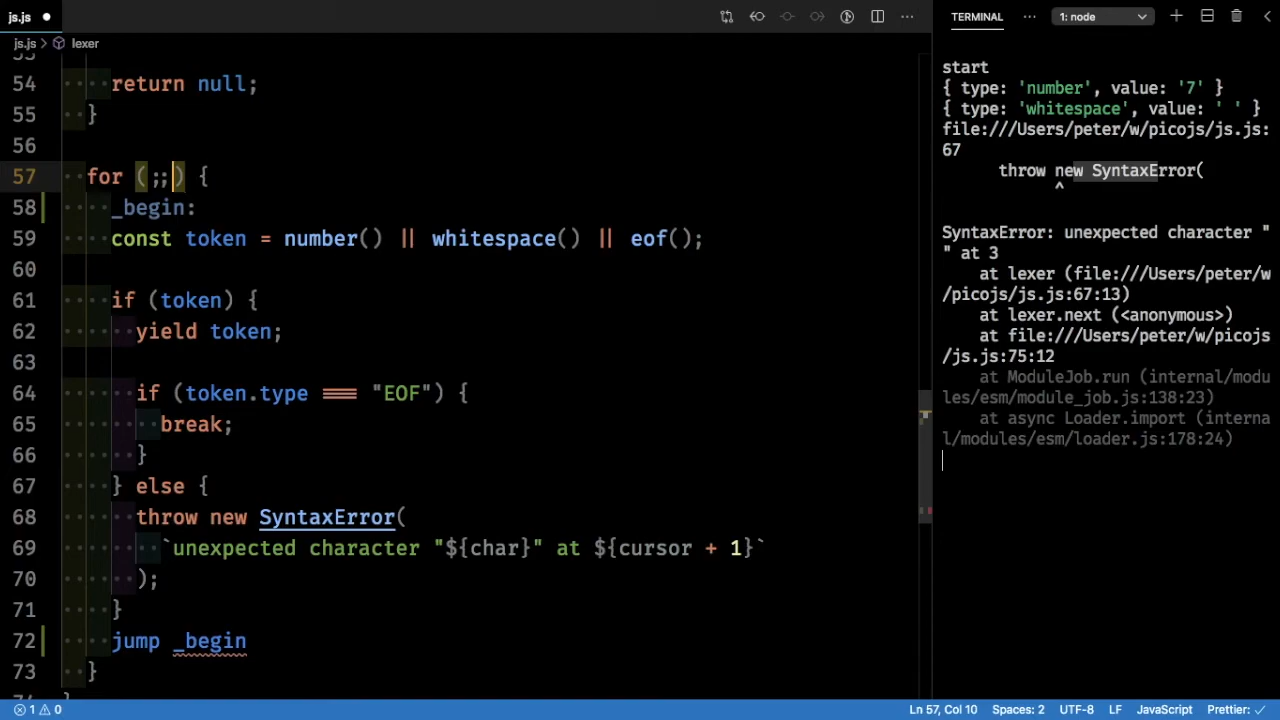 js.js ● ··· TERMINAL ··· 1: node
js.js > lexer
53
54 return null;
55 }
56
57 for (;;) {
58 _begin:
59 const token = number() || whitespace() || eof();
60
61 if (token) {
62 yield token;
63
64 if (token.type === "EOF") {
65 break;
66 }
67 } else {
68 throw new SyntaxError(
69 `unexpected character "${char}" at ${cursor + 1}`
70 );
71 }
72 jump _begin
73 }
74 }
start
{ type: 'number', value: '7' }
{ type: 'whitespace', value: ' ' }
file:///Users/peter/w/picojs/js.js:
67
throw new SyntaxError(
^
SyntaxError: unexpected character "
" at 3
at lexer (file:///Users/peter/w
/picojs/js.js:67:13)
at lexer.next (<anonymous>)
at file:///Users/peter/w/picojs
/js.js:75:12
at ModuleJob.run (internal/modu
les/esm/module_job.js:138:23)
at async Loader.import (interna
l/modules/esm/loader.js:178:24)
1 0 Ln 57, Col 10 Spaces: 2 UTF-8 LF JavaScript Prettier: ✓